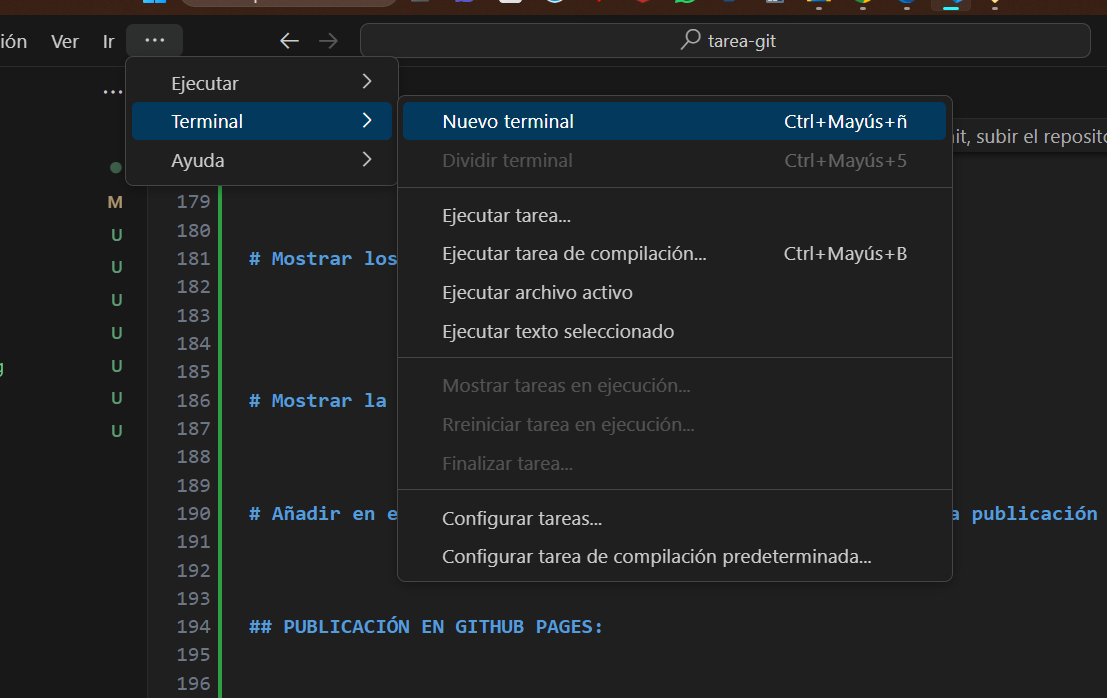 ión Ver Ir ... tarea-git
...
Ejecutar
Terminal
Ayuda
Nuevo terminal Ctrl+Mayús+ñ
Dividir terminal Ctrl+Mayús+5
Ejecutar tarea...
Ejecutar tarea de compilación... Ctrl+Mayús+B
Ejecutar archivo activo
Ejecutar texto seleccionado
Mostrar tareas en ejecución...
Rreiniciar tarea en ejecución...
Finalizar tarea...
Configurar tareas...
Configurar tarea de compilación predeterminada...
it, subir el reposito
M
U
U
U
U
U
U
U
g
179
180
181 # Mostrar los
182
183
184
185
186 # Mostrar la
187
188
189
190 # Añadir en e a publicación
191
192
193
194 ## PUBLICACIÓN EN GITHUB PAGES:
195
196